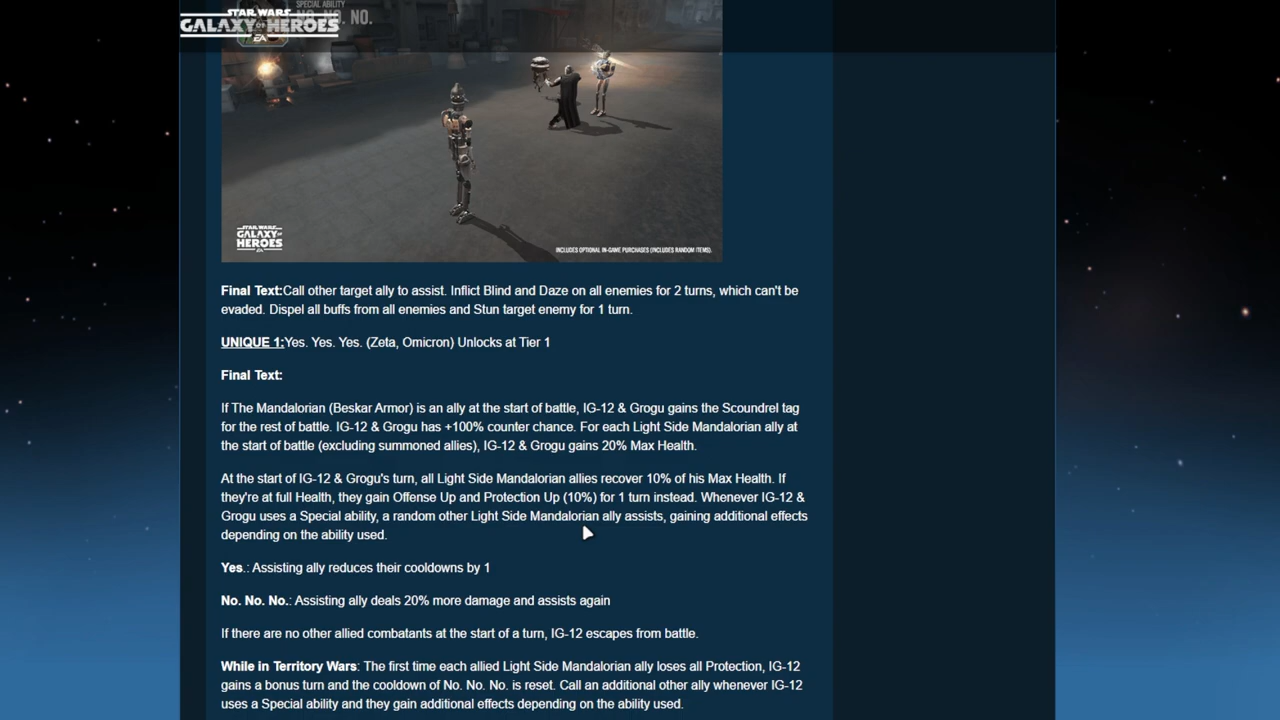 STAR WARS
GALAXY OF HEROES
EA
SPECIAL ABILITY
NO. NO. NO.
STAR WARS
GALAXY OF HEROES
EA
INCLUDES OPTIONAL IN-GAME PURCHASES (INCLUDES RANDOM ITEMS).
Final Text:Call other target ally to assist. Inflict Blind and Daze on all enemies for 2 turns, which can't be
evaded. Dispel all buffs from all enemies and Stun target enemy for 1 turn.
UNIQUE 1:Yes. Yes. Yes. (Zeta, Omicron) Unlocks at Tier 1
Final Text:
If The Mandalorian (Beskar Armor) is an ally at the start of battle, IG-12 & Grogu gains the Scoundrel tag
for the rest of battle. IG-12 & Grogu has +100% counter chance. For each Light Side Mandalorian ally at
the start of battle (excluding summoned allies), IG-12 & Grogu gains 20% Max Health.
At the start of IG-12 & Grogu's turn, all Light Side Mandalorian allies recover 10% of his Max Health. If
they're at full Health, they gain Offense Up and Protection Up (10%) for 1 turn instead. Whenever IG-12 &
Grogu uses a Special ability, a random other Light Side Mandalorian ally assists, gaining additional effects
depending on the ability used.
Yes.: Assisting ally reduces their cooldowns by 1
No. No. No.: Assisting ally deals 20% more damage and assists again
If there are no other allied combatants at the start of a turn, IG-12 escapes from battle.
While in Territory Wars: The first time each allied Light Side Mandalorian ally loses all Protection, IG-12
gains a bonus turn and the cooldown of No. No. No. is reset. Call an additional other ally whenever IG-12
uses a Special ability and they gain additional effects depending on the ability used.